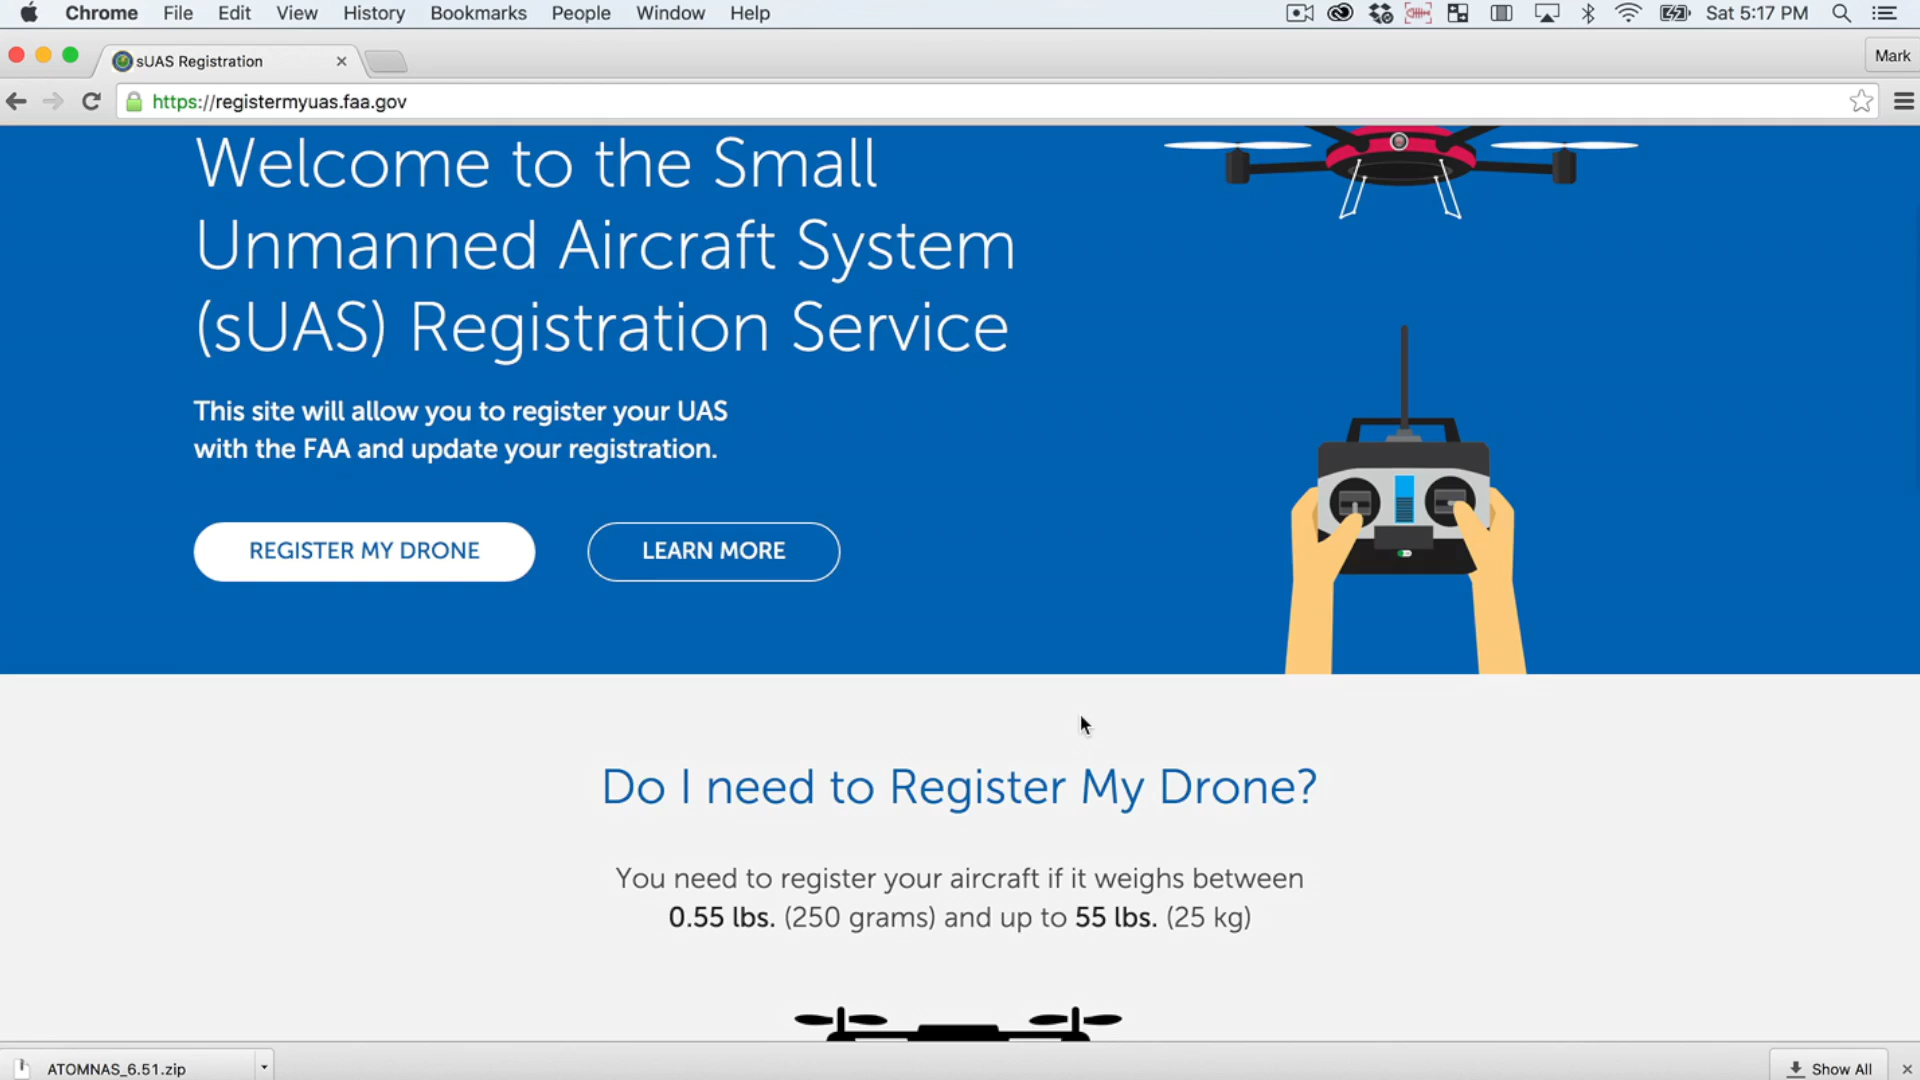 Chrome File Edit View History Bookmarks People Window Help Sat 5:17 PM
sUAS Registration Mark
https://registermyuas.faa.gov
Welcome to the Small
Unmanned Aircraft System
(sUAS) Registration Service
This site will allow you to register your UAS
with the FAA and update your registration.
REGISTER MY DRONE LEARN MORE
Do I need to Register My Drone?
You need to register your aircraft if it weighs between
0.55 lbs. (250 grams) and up to 55 lbs. (25 kg)
ATOMNAS_6.51.zip Show All